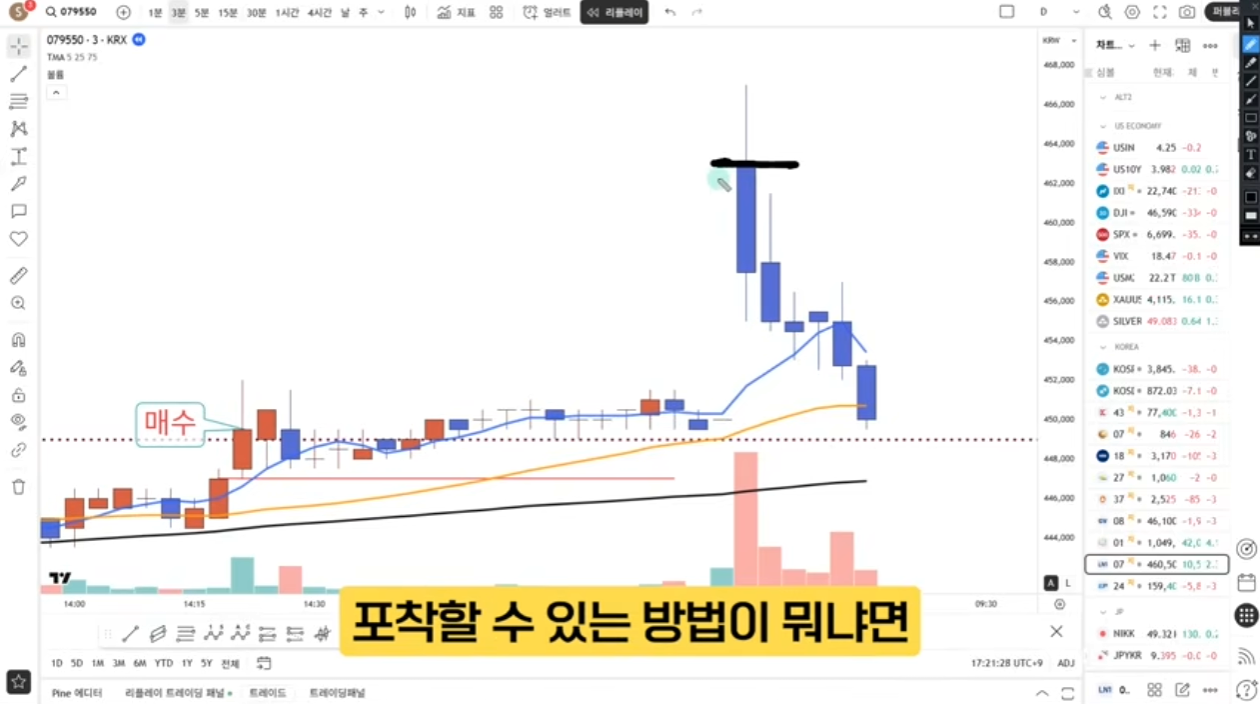 S 3 079550 1분 3분 5분 15분 30분 1시간 4시간 날 주 지표 얼러트 리플레이 D 퍼블리
079550 · 3 · KRX
TMA 5 25 75
볼륨
매수
KRW
468,000
466,000
464,000
462,000
460,000
458,000
456,000
454,000
452,000
450,000
448,000
446,000
444,000
A L
14:00 14:15 14:30 09:30
포착할 수 있는 방법이 뭐냐면
1D 5D 1M 3M 6M YTD 1Y 5Y 전체
17:21:28 UTC+9 ADJ
Pine 에디터 리플레이 트레이딩 패널 트레이드 트레이딩패널
차트...
심볼 현재. 체
ALT2
US ECONOMY
USIN 4.25 -0.2
US10Y 3.982 0.02 0.
IXI 22,740 -21 -0
DJI 46,590 -334 -0
SPX 6,699. -35. -0
VIX 18.47 -0.1 -0
USM2 22.2T 80B 0.
XAUUS 4,115. 16.1 0.
SILVER 49.083 0.64 1.
KOREA
KOSI 3,845. -38. -0
KOSI 872.03 -7.1 -0
43 77,400 -1,3 -1
07 846 -26 -2
18 3,170 -105 -3
27 1,060 -2 -0
37 2,525 -85 -3
08 46,100 -1,9 -3
01 1,049, 42,0 4.
07 460,50 10,5 2.
24 159,40 -5,8 -3
JP
NIKK 49.321 130. 0.
JPYKR 9.395 -0.0 -0